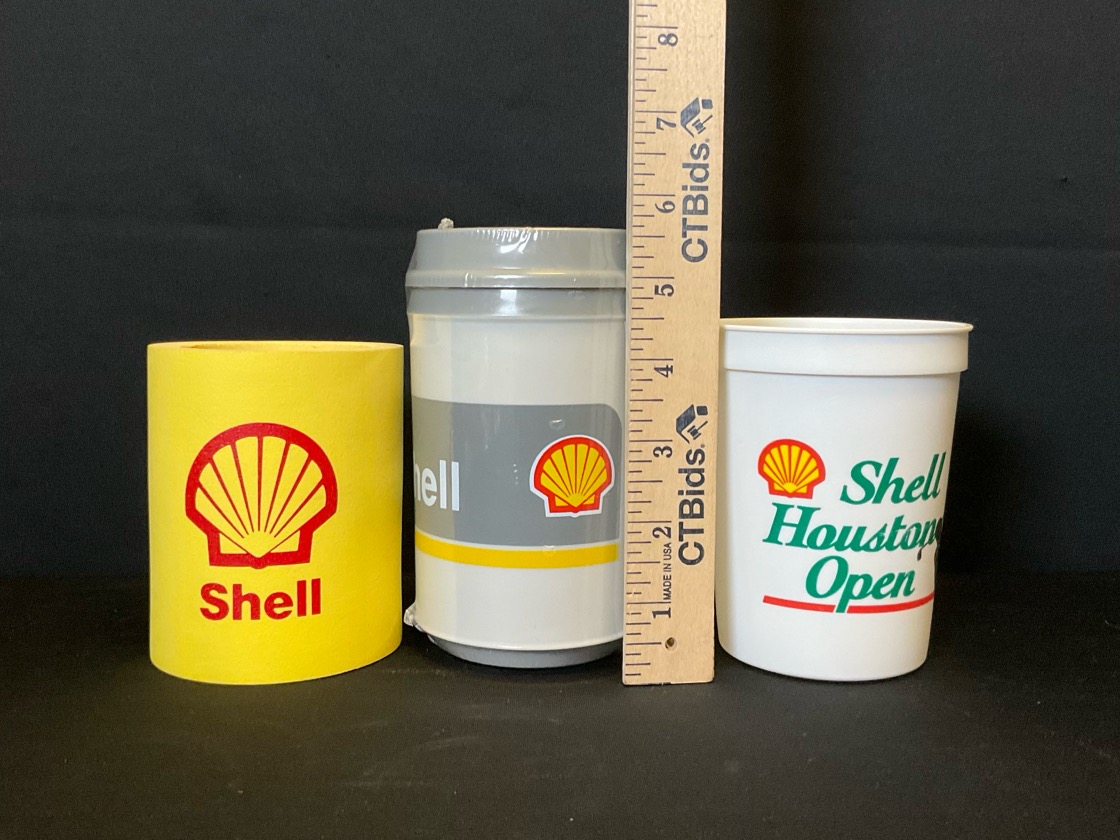 Shell
hell
8
7
6
5
4
3
2
1
CTBids.
CTBids.
MADE IN USA
Shell
Houston
Open